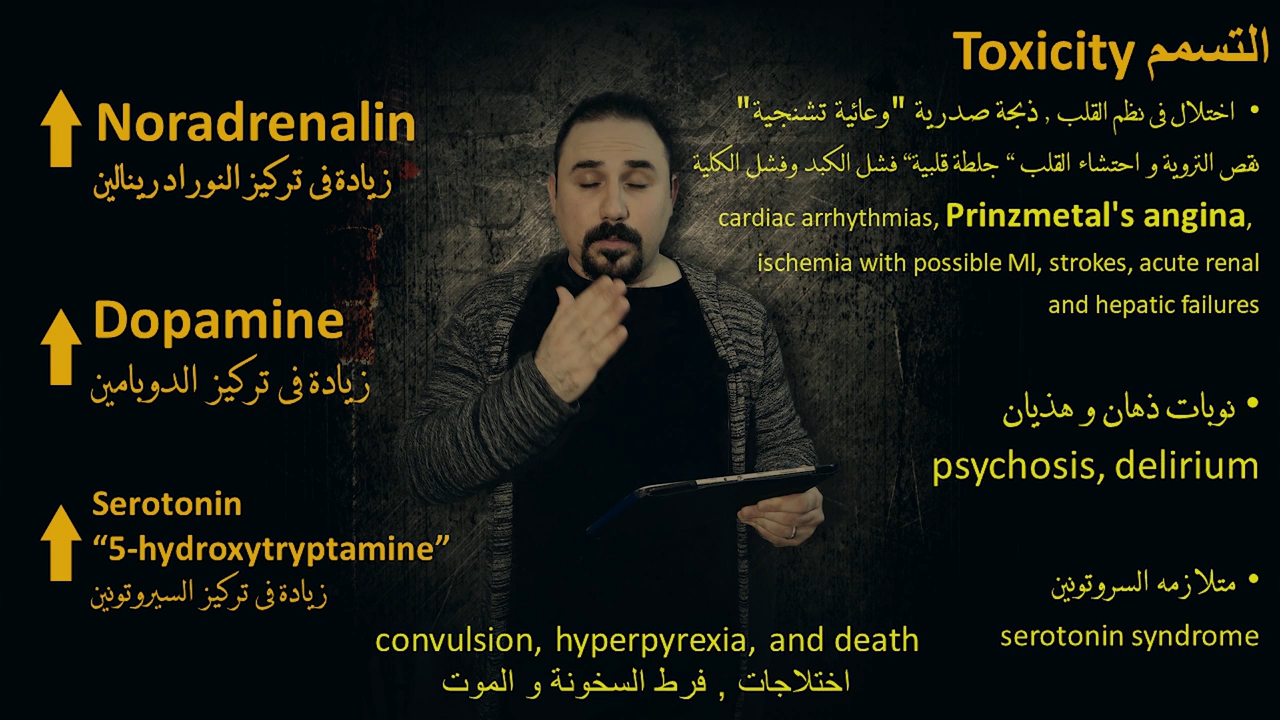 Noradrenalin
زيادة فى تركيز النورادرينالين
Dopamine
زيادة فى تركيز الدوبامين
Serotonin
“5-hydroxytryptamine”
زيادة فى تركيز السيروتونين
Toxicity التسمم
• اختلال فى نظم القلب , ذبحة صدرية "وعائية تشنجية"
نقص التروية و احتشاء القلب “ جلطة قلبية“ فشل الكبد وفشل الكلية
cardiac arrhythmias, Prinzmetal's angina,
ischemia with possible MI, strokes, acute renal
and hepatic failures
• نوبات ذهان و هذيان
psychosis, delirium
• متلازمه السروتونين
serotonin syndrome
convulsion, hyperpyrexia, and death
اختلاجات , فرط السخونة و الموت